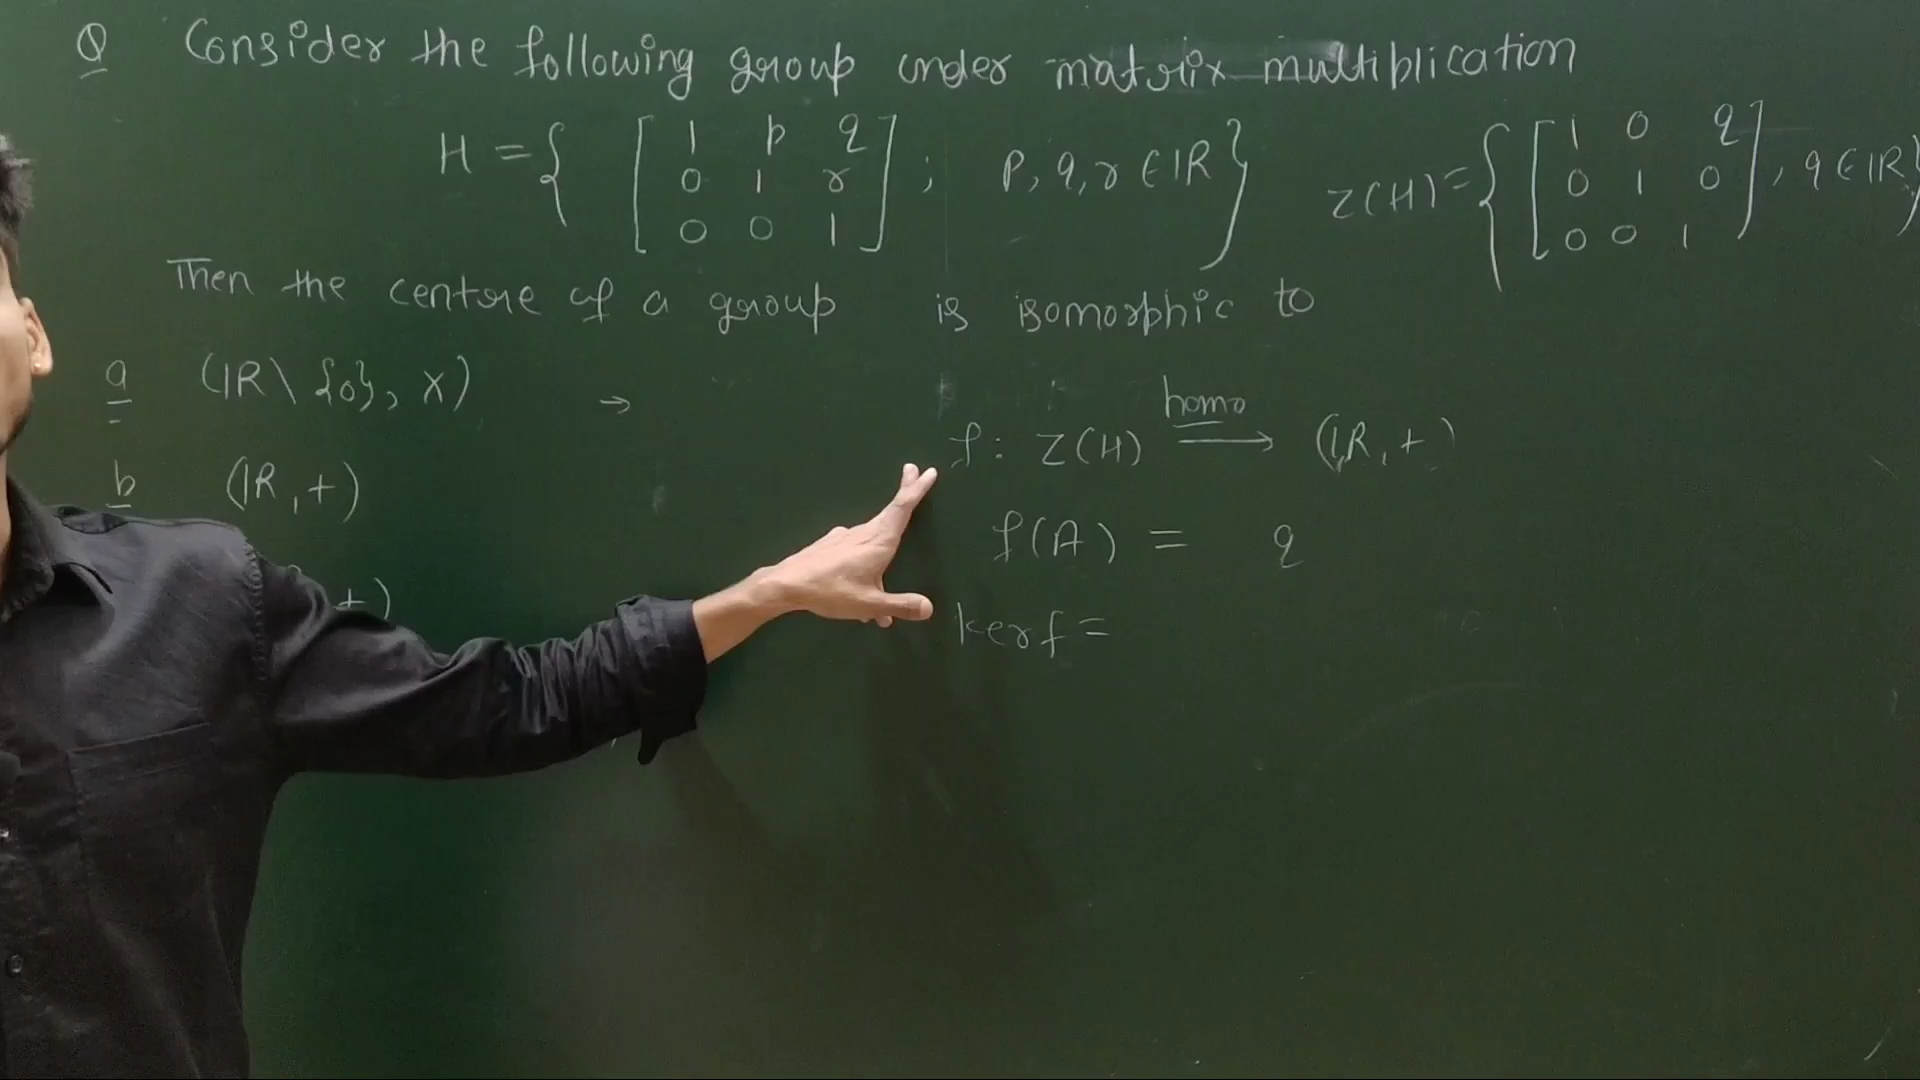 Q Consider the following group under matrix multiplication
H = { [ 1 p q ; p, q, r ∈ IR }
0 1 r
0 0 1 ]
Z(H) = { [ 1 0 q , q ∈ IR }
0 1 0
0 0 1 ]
Then the centre of a group is isomorphic to
a (IR \ {0}, x) →
b (IR, +)
+)
f: Z(H) homo → (IR, +)
f(A) = q
kerf =